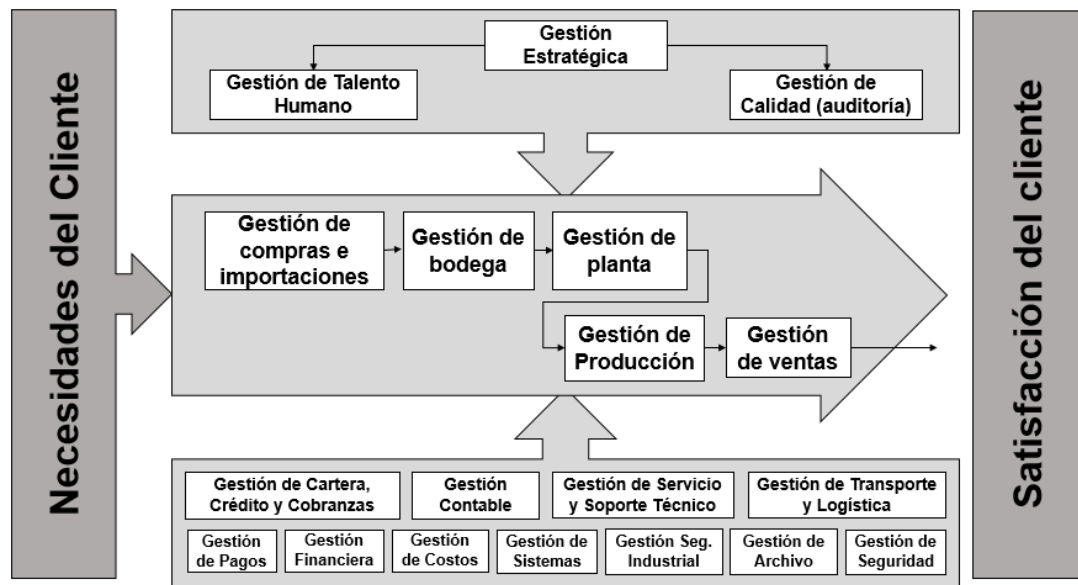 Necesidades del Cliente
Gestión
Estratégica
Gestión de Talento
Humano
Gestión de
Calidad (auditoría)
Gestión de
compras e
importaciones
Gestión de
bodega
Gestión de
planta
Gestión de
Producción
Gestión
de ventas
Gestión de Cartera,
Crédito y Cobranzas
Gestión
Contable
Gestión de Servicio
y Soporte Técnico
Gestión de Transporte
y Logística
Gestión
de Pagos
Gestión
Financiera
Gestión
de Costos
Gestión de
Sistemas
Gestión Seg.
Industrial
Gestión de
Archivo
Gestión de
Seguridad
Satisfacción del cliente